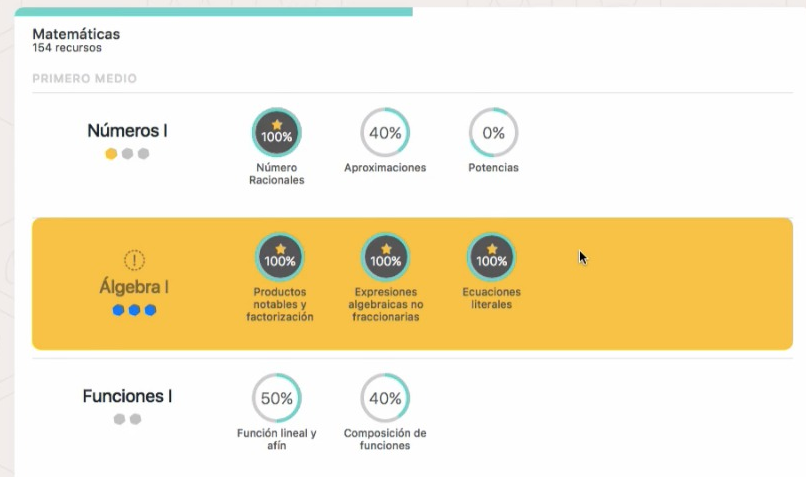 Matemáticas
154 recursos
PRIMERO MEDIO
Números I
100%
40%
0%
Número
Racionales
Aproximaciones
Potencias
!
Álgebra I
100%
100%
100%
Productos
notables y
factorización
Expresiones
algebraicas no
fraccionarias
Ecuaciones
literales
Funciones I
50%
40%
Función lineal y
afín
Composición de
funciones